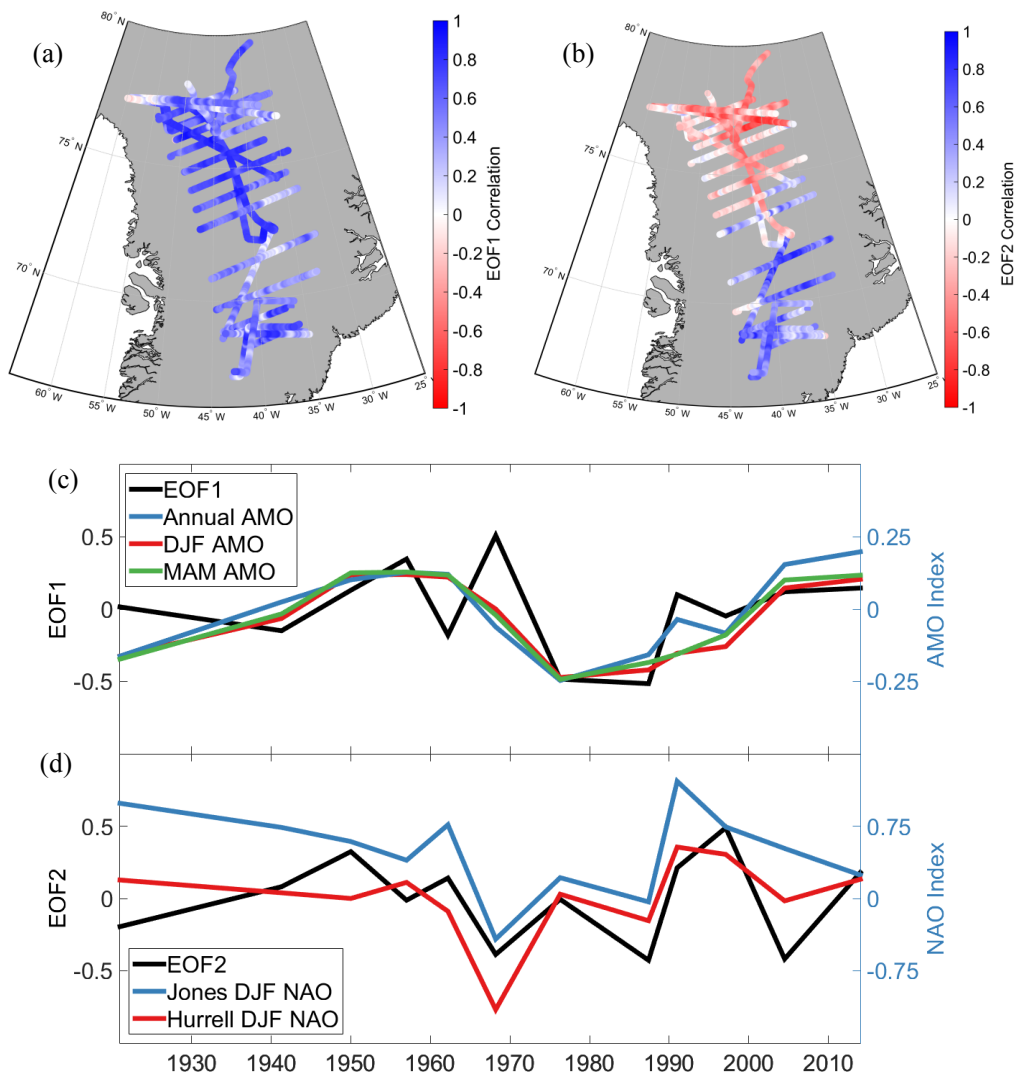 (a)
80° N
75° N
70° N
60° W
55° W
50° W
45° W
40° W
35° W
30° W
25°
1
0.8
0.6
0.4
0.2
0
-0.2
-0.4
-0.6
-0.8
-1
EOF1 Correlation
(b)
80° N
75° N
70° N
60° W
55° W
50° W
45° W
40° W
35° W
30° W
25°
1
0.8
0.6
0.4
0.2
0
-0.2
-0.4
-0.6
-0.8
-1
EOF2 Correlation
(c)
EOF1
Annual AMO
DJF AMO
MAM AMO
0.5
0
-0.5
EOF1
0.25
0
-0.25
AMO Index
(d)
0.5
0
-0.5
EOF2
0.75
0
-0.75
NAO Index
EOF2
Jones DJF NAO
Hurrell DJF NAO
1930 1940 1950 1960 1970 1980 1990 2000 2010